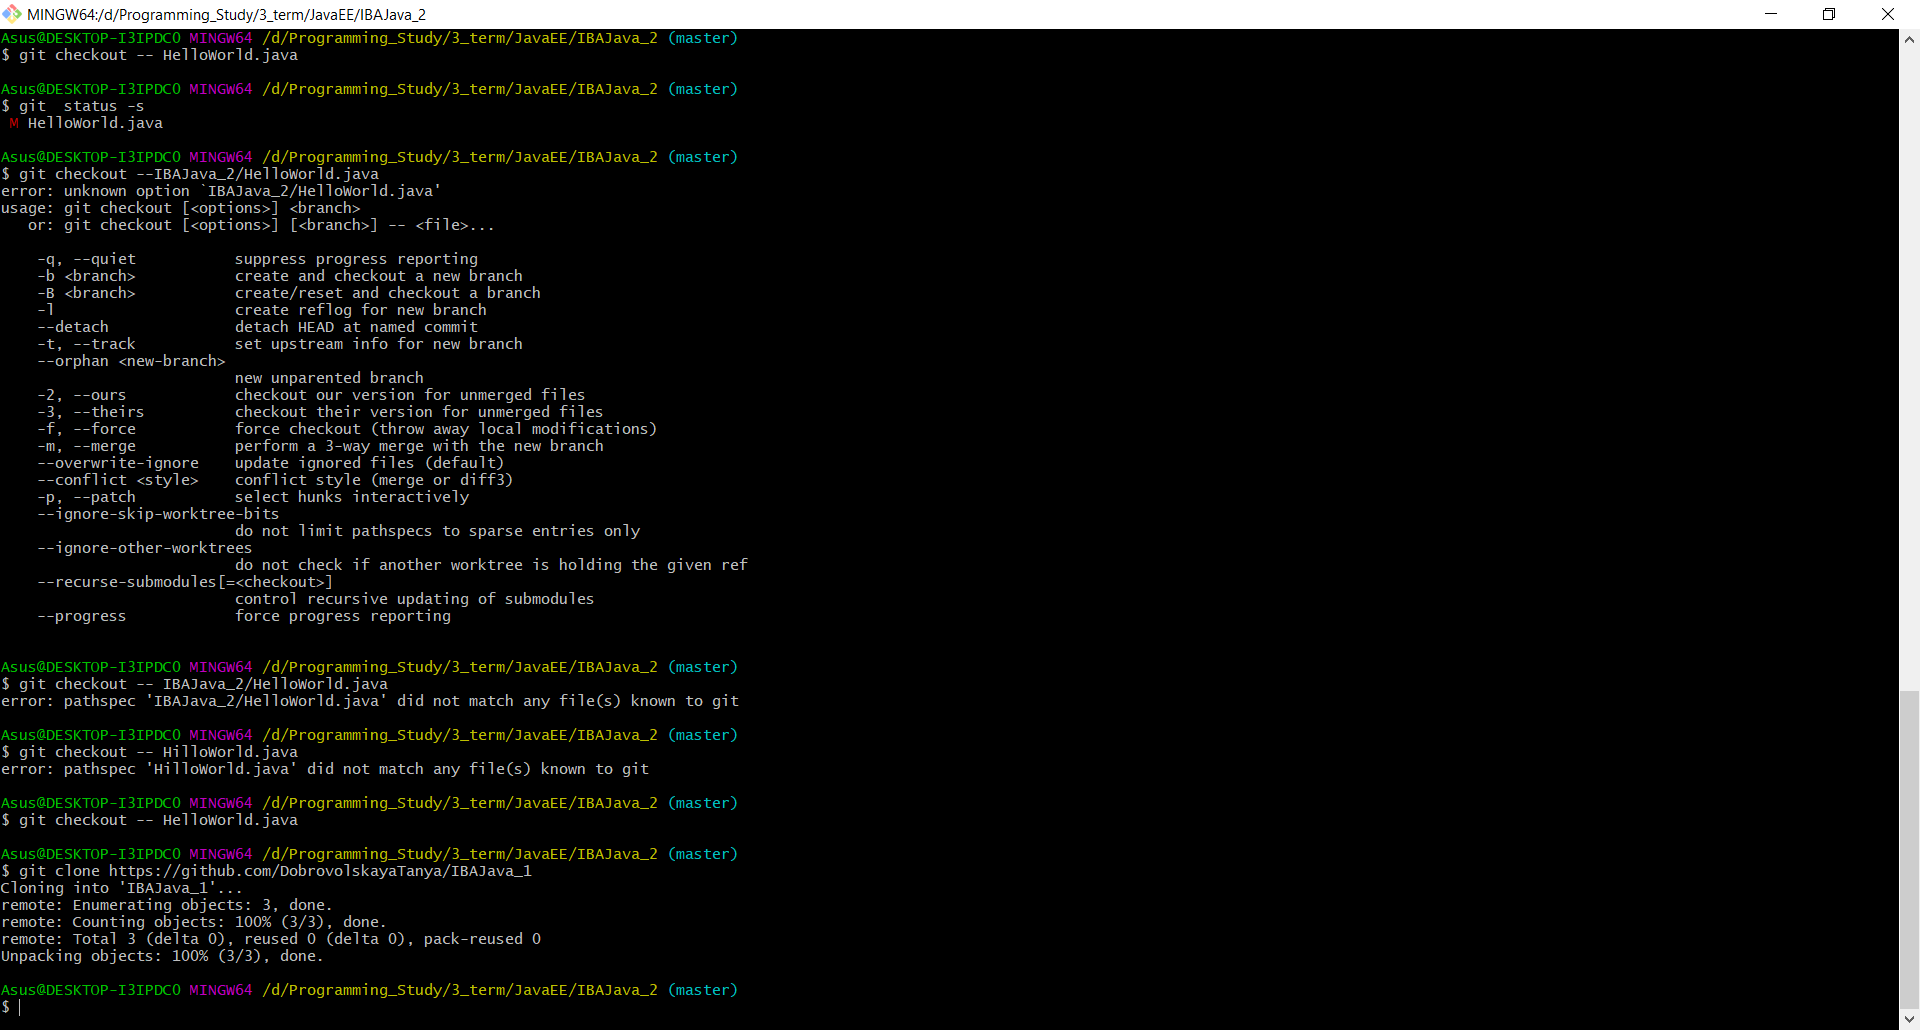 MINGW64:/d/Programming_Study/3_term/JavaEE/IBAJava_2
Asus@DESKTOP-I3IPDC0 MINGW64 /d/Programming_Study/3_term/JavaEE/IBAJava_2 (master)
$ git checkout -- HelloWorld.java
Asus@DESKTOP-I3IPDC0 MINGW64 /d/Programming_Study/3_term/JavaEE/IBAJava_2 (master)
$ git  status -s
 M HelloWorld.java
Asus@DESKTOP-I3IPDC0 MINGW64 /d/Programming_Study/3_term/JavaEE/IBAJava_2 (master)
$ git checkout --IBAJava_2/HelloWorld.java
error: unknown option `IBAJava_2/HelloWorld.java'
usage: git checkout [<options>] <branch>
   or: git checkout [<options>] [<branch>] -- <file>...
    -q, --quiet           suppress progress reporting
    -b <branch>           create and checkout a new branch
    -B <branch>           create/reset and checkout a branch
    -l                    create reflog for new branch
    --detach              detach HEAD at named commit
    -t, --track           set upstream info for new branch
    --orphan <new-branch>
                          new unparented branch
    -2, --ours            checkout our version for unmerged files
    -3, --theirs          checkout their version for unmerged files
    -f, --force           force checkout (throw away local modifications)
    -m, --merge           perform a 3-way merge with the new branch
    --overwrite-ignore    update ignored files (default)
    --conflict <style>    conflict style (merge or diff3)
    -p, --patch           select hunks interactively
    --ignore-skip-worktree-bits
                          do not limit pathspecs to sparse entries only
    --ignore-other-worktrees
                          do not check if another worktree is holding the given ref
    --recurse-submodules[=<checkout>]
                          control recursive updating of submodules
    --progress            force progress reporting
Asus@DESKTOP-I3IPDC0 MINGW64 /d/Programming_Study/3_term/JavaEE/IBAJava_2 (master)
$ git checkout -- IBAJava_2/HelloWorld.java
error: pathspec 'IBAJava_2/HelloWorld.java' did not match any file(s) known to git
Asus@DESKTOP-I3IPDC0 MINGW64 /d/Programming_Study/3_term/JavaEE/IBAJava_2 (master)
$ git checkout -- HilloWorld.java
error: pathspec 'HilloWorld.java' did not match any file(s) known to git
Asus@DESKTOP-I3IPDC0 MINGW64 /d/Programming_Study/3_term/JavaEE/IBAJava_2 (master)
$ git checkout -- HelloWorld.java
Asus@DESKTOP-I3IPDC0 MINGW64 /d/Programming_Study/3_term/JavaEE/IBAJava_2 (master)
$ git clone https://github.com/DobrovolskayaTanya/IBAJava_1
Cloning into 'IBAJava_1'...
remote: Enumerating objects: 3, done.
remote: Counting objects: 100% (3/3), done.
remote: Total 3 (delta 0), reused 0 (delta 0), pack-reused 0
Unpacking objects: 100% (3/3), done.
Asus@DESKTOP-I3IPDC0 MINGW64 /d/Programming_Study/3_term/JavaEE/IBAJava_2 (master)
$